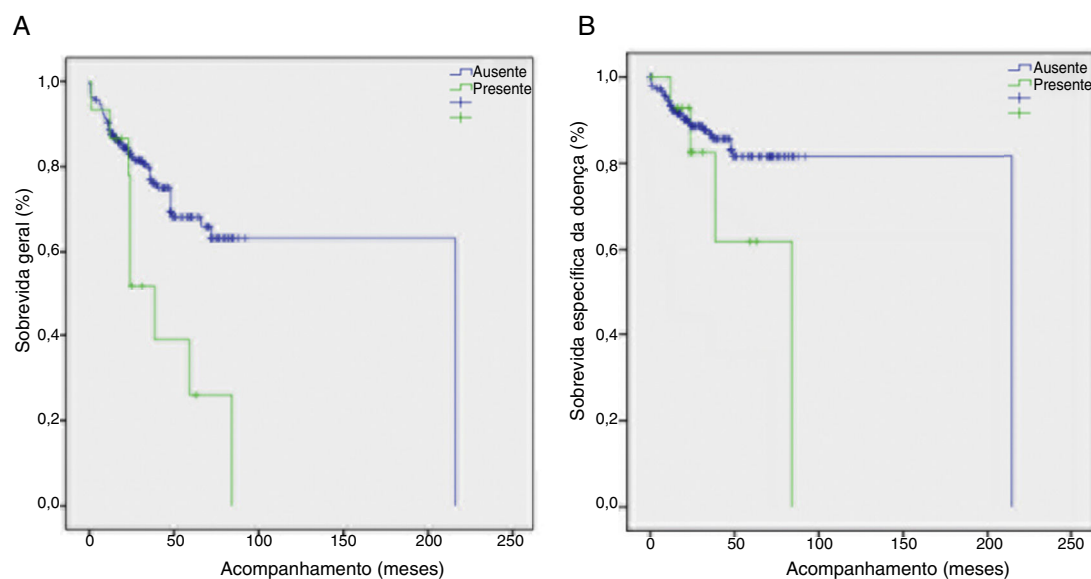 A
Sobrevida geral (%)
1,0
0,8
0,6
0,4
0,2
0,0
0 50 100 150 200 250
Acompanhamento (meses)
Ausente
Presente
B
Sobrevida específica da doença (%)
1,0
0,8
0,6
0,4
0,2
0,0
0 50 100 150 200 250
Acompanhamento (meses)
Ausente
Presente